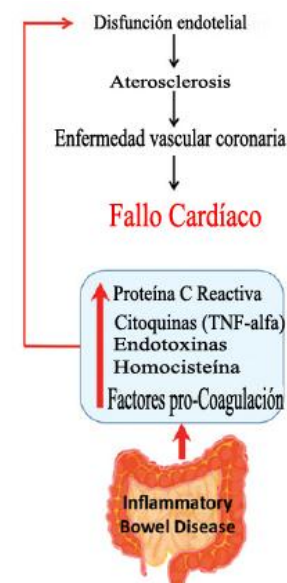 Disfunción endotelial
Aterosclerosis
Enfermedad vascular coronaria
Fallo Cardíaco
Proteína C Reactiva
Citoquinas (TNF-alfa)
Endotoxinas
Homocisteína
Factores pro-Coagulación
Inflammatory
Bowel Disease